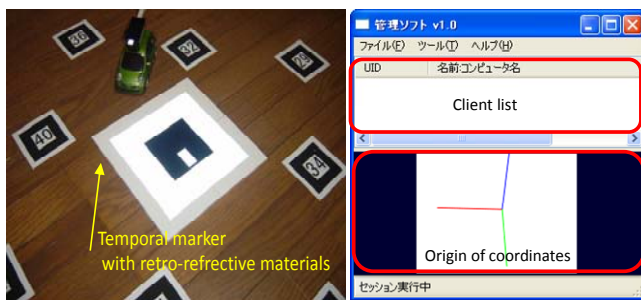 36
32
29
40
34
Temporal marker
with retro-refrective materials
管理ソフト v1.0
ファイル(F) ツール(T) ヘルプ(H)
UID 名前:コンピュータ名
Client list
Origin of coordinates
セッション実行中